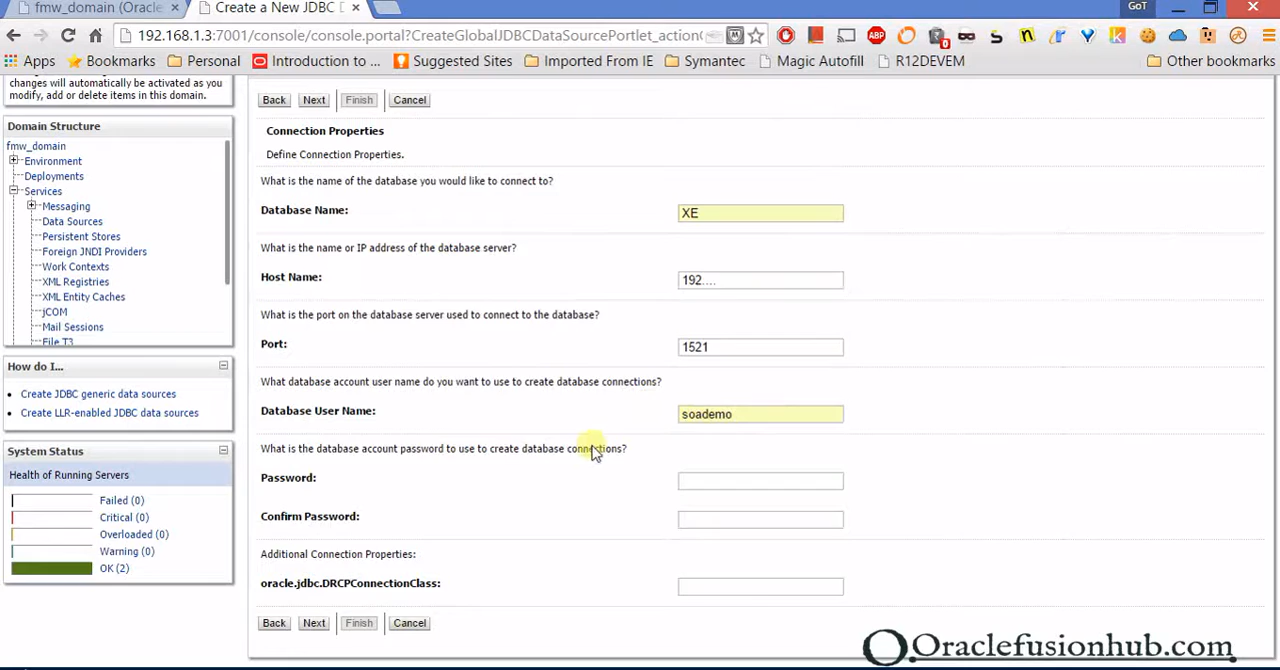 fmw_domain (Oracle
Create a New JDBC D
GoT
192.168.1.3:7001/console/console.portal?CreateGlobalJDBCDataSourcePortlet_action(
Apps Bookmarks Personal Introduction to ... Suggested Sites Imported From IE Symantec Magic Autofill R12DEVEM Other bookmarks
changes will automatically be activated as you
modify, add or delete items in this domain.
Domain Structure
fmw_domain
Environment
Deployments
Services
Messaging
Data Sources
Persistent Stores
Foreign JNDI Providers
Work Contexts
XML Registries
XML Entity Caches
jCOM
Mail Sessions
File T3
How do I...
Create JDBC generic data sources
Create LLR-enabled JDBC data sources
System Status
Health of Running Servers
Failed (0)
Critical (0)
Overloaded (0)
Warning (0)
OK (2)
Back Next Finish Cancel
Connection Properties
Define Connection Properties.
What is the name of the database you would like to connect to?
Database Name: XE
What is the name or IP address of the database server?
Host Name: 192....
What is the port on the database server used to connect to the database?
Port: 1521
What database account user name do you want to use to create database connections?
Database User Name: soademo
What is the database account password to use to create database connections?
Password:
Confirm Password:
Additional Connection Properties:
oracle.jdbc.DRCPConnectionClass:
Back Next Finish Cancel
Oraclefusionhub.com